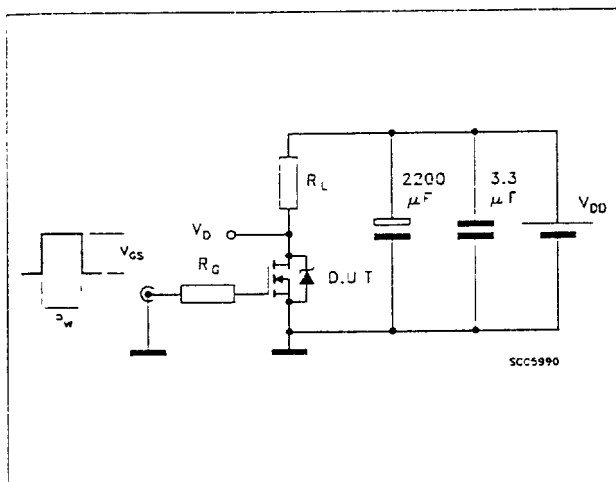 R_L
2200
µF
3.3
µF
V_DD
V_D
V_GS
R_G
D.U.T
P_W
SCC5990